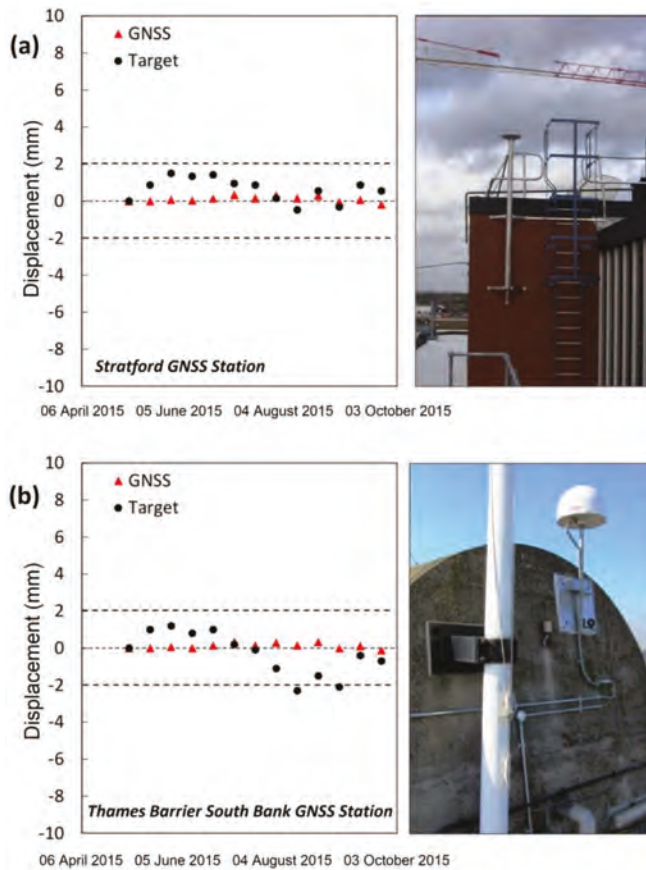 (a)
GNSS
Target
10
8
6
4
2
0
-2
-4
-6
-8
-10
Displacement (mm)
Stratford GNSS Station
06 April 2015 05 June 2015 04 August 2015 03 October 2015
(b)
GNSS
Target
10
8
6
4
2
0
-2
-4
-6
-8
-10
Displacement (mm)
Thames Barrier South Bank GNSS Station
06 April 2015 05 June 2015 04 August 2015 03 October 2015